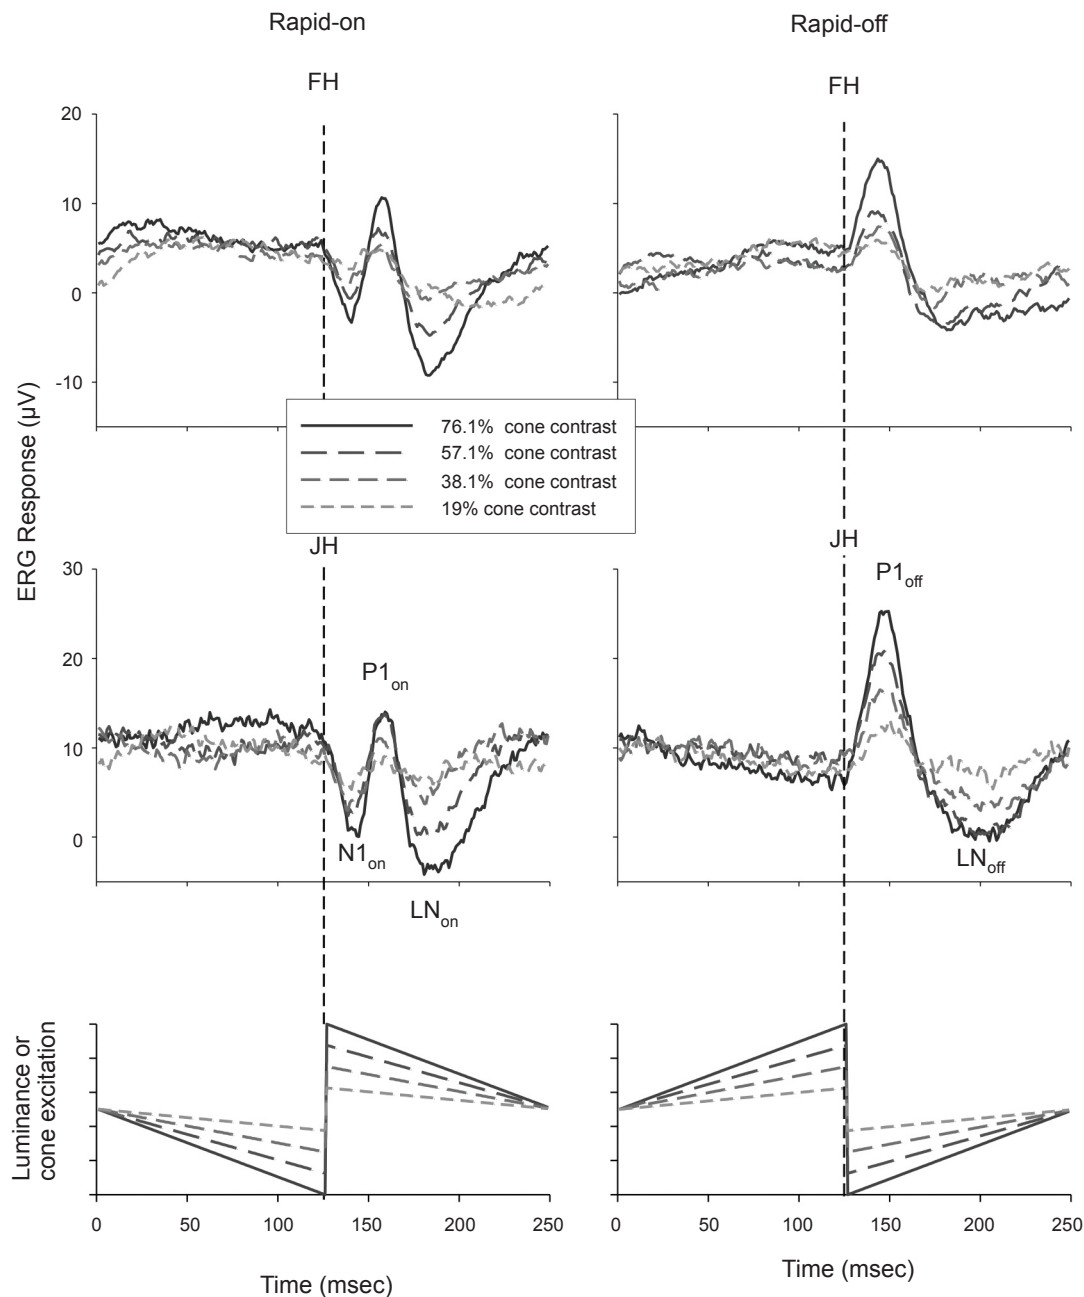 Rapid-on
Rapid-off
FH
FH
20
10
0
-10
ERG Response (µV)
76.1% cone contrast
57.1% cone contrast
38.1% cone contrast
19% cone contrast
JH
JH
30
20
10
0
P1on
N1on
LNon
P1off
LNoff
Luminance or
cone excitation
0 50 100 150 200 250
0 50 100 150 200 250
Time (msec)
Time (msec)